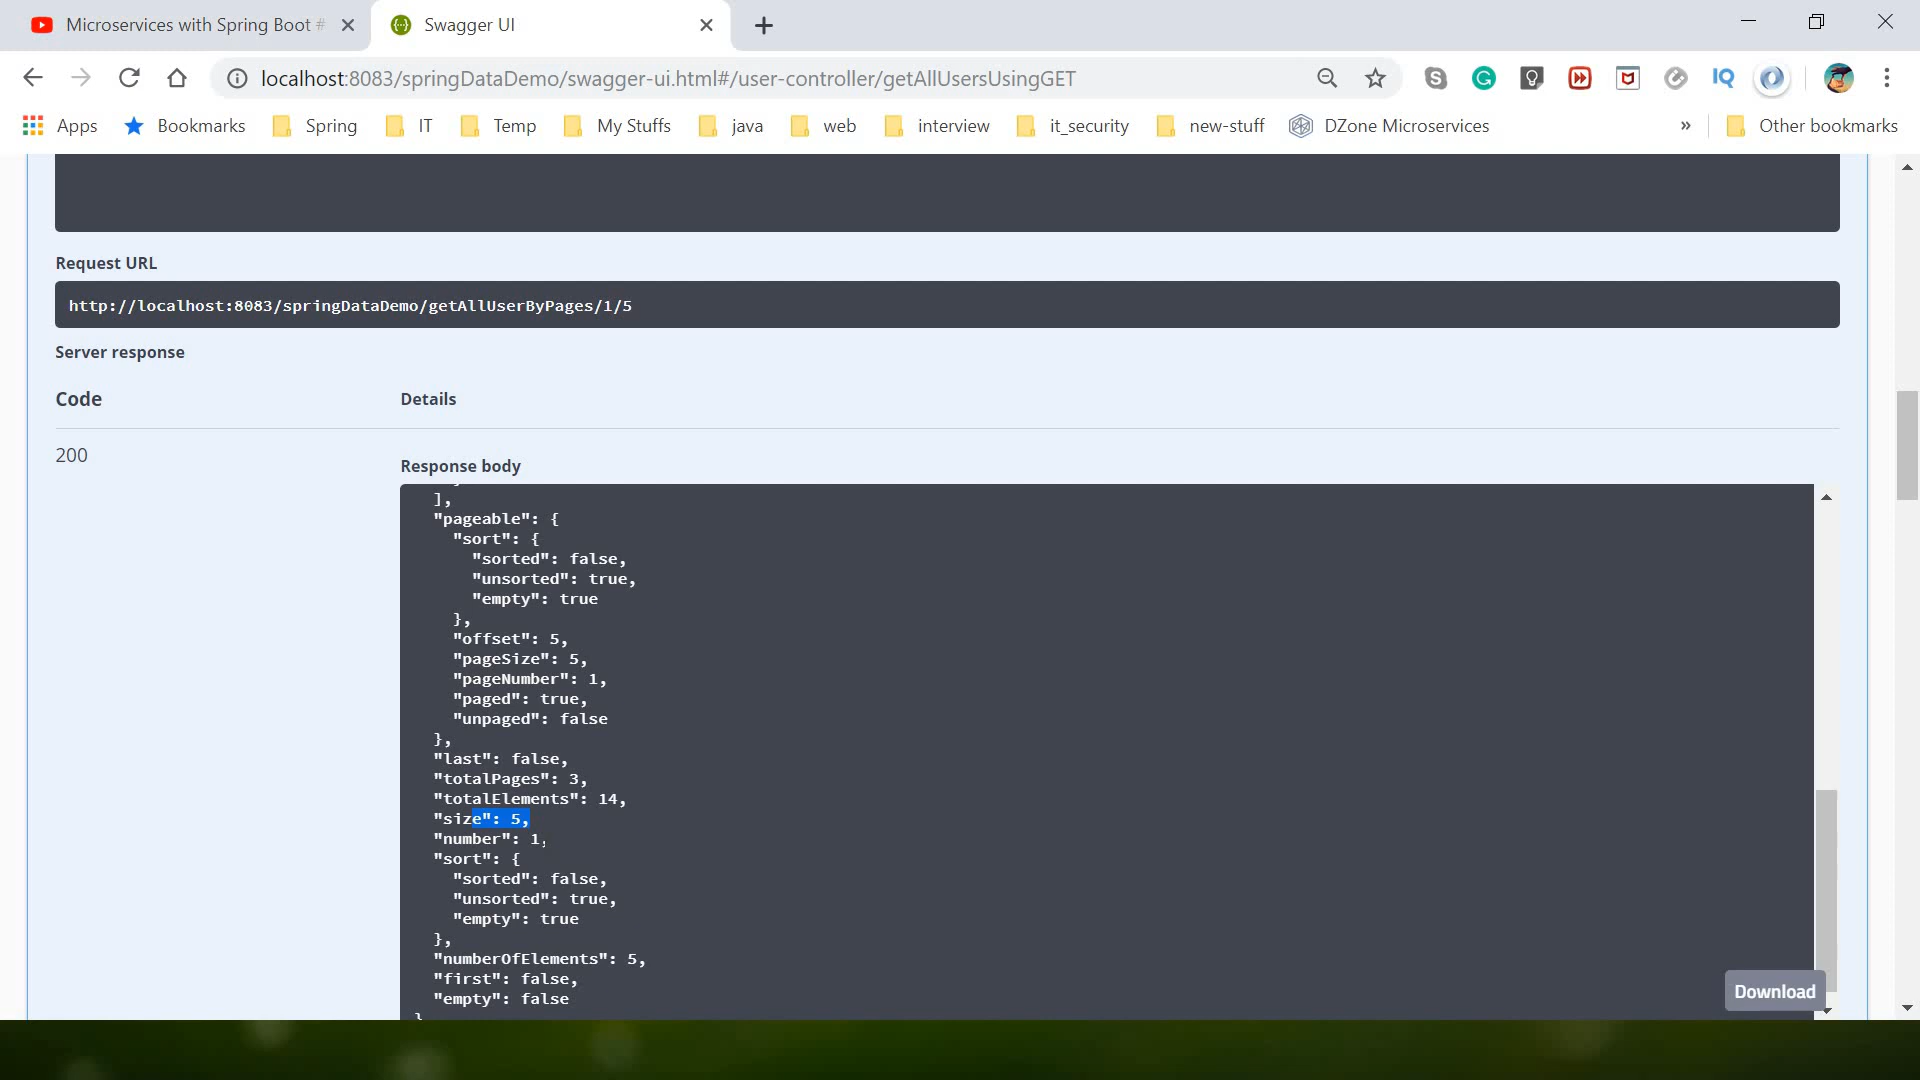 Microservices with Spring Boot #
Swagger UI
localhost:8083/springDataDemo/swagger-ui.html#/user-controller/getAllUsersUsingGET
IQ
Apps
Bookmarks
Spring
IT
Temp
My Stuffs
java
web
interview
it_security
new-stuff
DZone Microservices
»
Other bookmarks
Request URL
http://localhost:8083/springDataDemo/getAllUserByPages/1/5
Server response
Code
Details
200
Response body
],
"pageable": {
"sort": {
"sorted": false,
"unsorted": true,
"empty": true
},
"offset": 5,
"pageSize": 5,
"pageNumber": 1,
"paged": true,
"unpaged": false
},
"last": false,
"totalPages": 3,
"totalElements": 14,
"size": 5,
"number": 1,
"sort": {
"sorted": false,
"unsorted": true,
"empty": true
},
"numberOfElements": 5,
"first": false,
"empty": false
}
Download